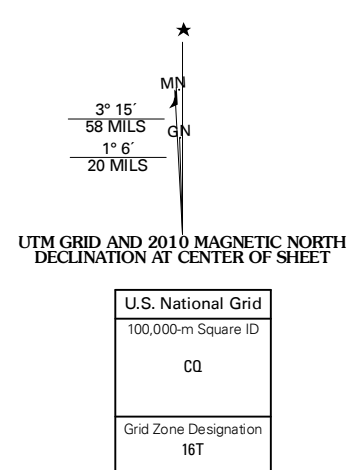 ★
MN
3° 15´
58 MILS
GN
1° 6´
20 MILS
UTM GRID AND 2010 MAGNETIC NORTH
DECLINATION AT CENTER OF SHEET
U.S. National Grid
100,000-m Square ID
CQ
Grid Zone Designation
16T